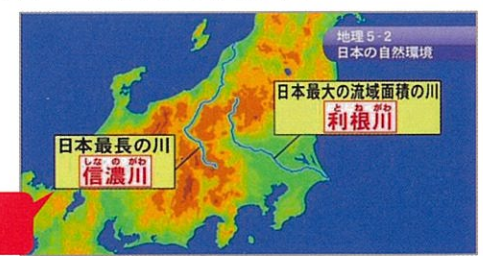 地理5-2
日本の自然環境
日本最大の流域面積の川
とねがわ
利根川
日本最長の川
しなのがわ
信濃川